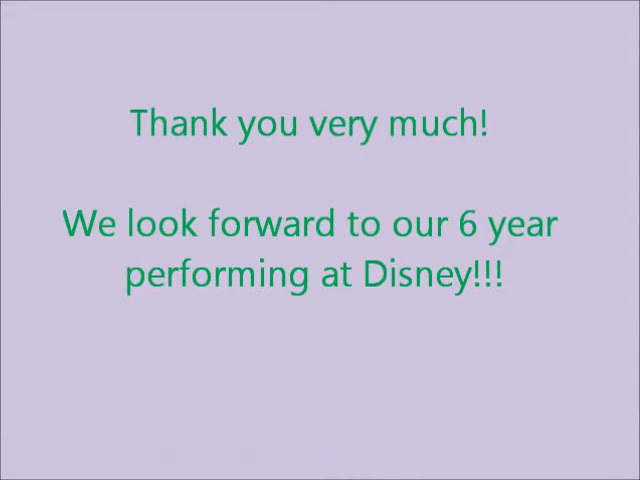 Thank you very much!
We look forward to our 6 year
performing at Disney!!!